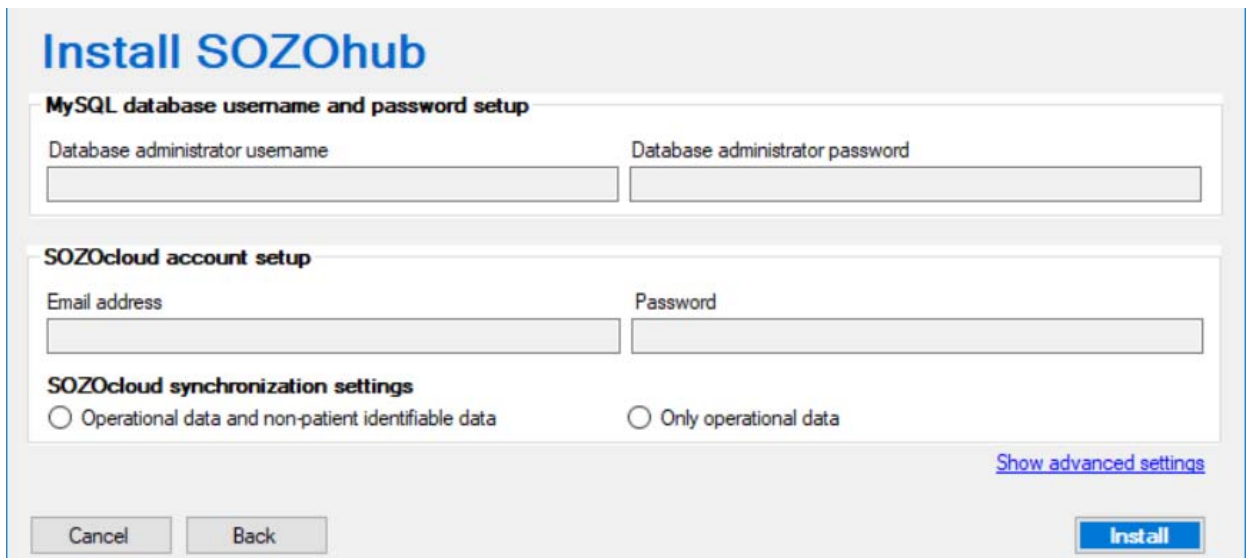 Install SOZOhub
MySQL database username and password setup
Database administrator username
Database administrator password
SOZOcloud account setup
Email address
Password
SOZOcloud synchronization settings
Operational data and non-patient identifiable data
Only operational data
Show advanced settings
Cancel
Back
Install